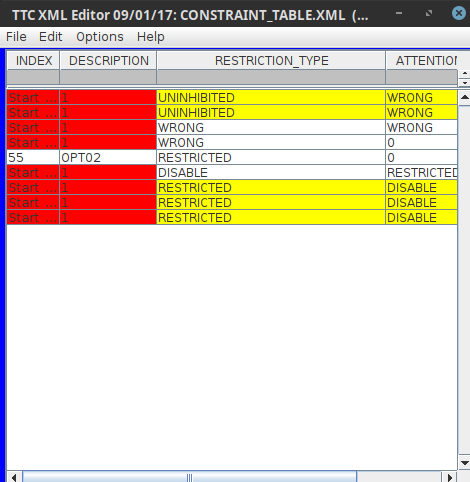 TTC XML Editor 09/01/17: CONSTRAINT_TABLE.XML (...
File Edit Options Help
INDEX DESCRIPTION RESTRICTION_TYPE ATTENTION
Start ... 1 UNINHIBITED WRONG
Start ... 1 UNINHIBITED WRONG
Start ... 1 WRONG WRONG
Start ... 1 WRONG 0
55 OPT02 RESTRICTED 0
Start ... 1 DISABLE RESTRICTED
Start ... 1 RESTRICTED DISABLE
Start ... 1 RESTRICTED DISABLE
Start ... 1 RESTRICTED DISABLE